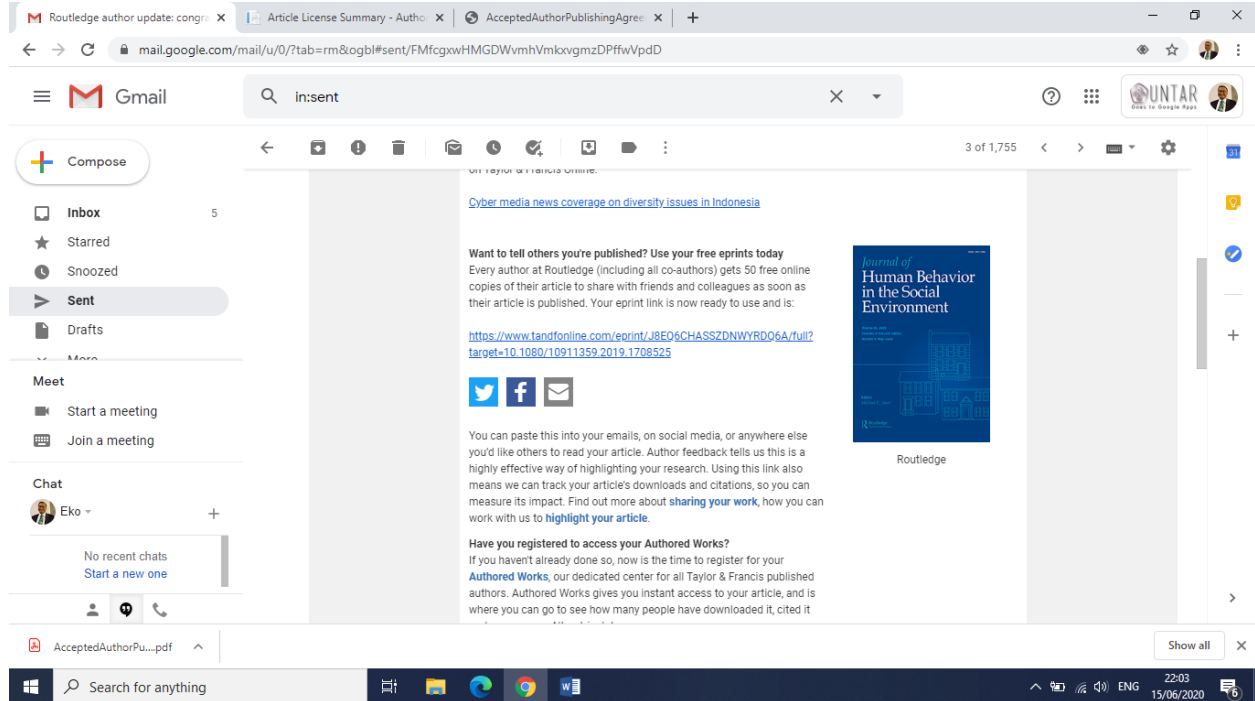 Routledge author update: congra
Article License Summary - Autho
AcceptedAuthorPublishingAgree
mail.google.com/mail/u/0/?tab=rm&ogbl#sent/FMfcgxwHMGDWvmhVmkxvgmzDPffwVpdD
Gmail
in:sent
UNTAR
Goes to Google Apps
Compose
3 of 1,755
31
Inbox 5
Starred
Snoozed
Sent
Drafts
More
Meet
Start a meeting
Join a meeting
Chat
Eko
No recent chats
Start a new one
on Taylor & Francis Online.
Cyber media news coverage on diversity issues in Indonesia
Want to tell others you're published? Use your free eprints today
Every author at Routledge (including all co-authors) gets 50 free online
copies of their article to share with friends and colleagues as soon as
their article is published. Your eprint link is now ready to use and is:
https://www.tandfonline.com/eprint/J8EQ6CHASSZDNWYRDQ6A/full?
target=10.1080/10911359.2019.1708525
You can paste this into your emails, on social media, or anywhere else
you'd like others to read your article. Author feedback tells us this is a
highly effective way of highlighting your research. Using this link also
means we can track your article's downloads and citations, so you can
measure its impact. Find out more about sharing your work, how you can
work with us to highlight your article.
Have you registered to access your Authored Works?
If you haven't already done so, now is the time to register for your
Authored Works, our dedicated center for all Taylor & Francis published
authors. Authored Works gives you instant access to your article, and is
where you can go to see how many people have downloaded it, cited it
Journal of
Human Behavior
in the Social
Environment
Routledge
Routledge
AcceptedAuthorPu....pdf
Show all
Search for anything
ENG
22:03
15/06/2020
6